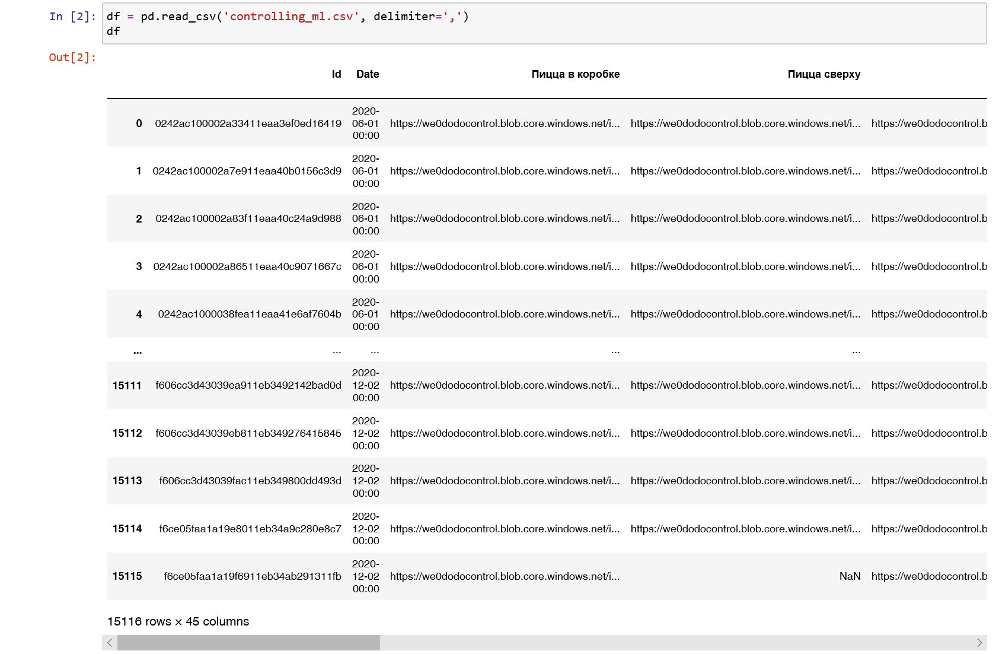 In [2]: df = pd.read_csv('controlling_ml.csv', delimiter=',')
df
Out[2]:
Id Date Пицца в коробке Пицца сверху
0 0242ac100002a33411eaa3ef0ed16419 2020-06-01 00:00 https://we0dodocontrol.blob.core.windows.net/i... https://we0dodocontrol.blob.core.windows.net/i... https://we0dodocontrol.b
1 0242ac100002a7e911eaa40b0156c3d9 2020-06-01 00:00 https://we0dodocontrol.blob.core.windows.net/i... https://we0dodocontrol.blob.core.windows.net/i... https://we0dodocontrol.b
2 0242ac100002a83f11eaa40c24a9d988 2020-06-01 00:00 https://we0dodocontrol.blob.core.windows.net/i... https://we0dodocontrol.blob.core.windows.net/i... https://we0dodocontrol.b
3 0242ac100002a86511eaa40c9071667c 2020-06-01 00:00 https://we0dodocontrol.blob.core.windows.net/i... https://we0dodocontrol.blob.core.windows.net/i... https://we0dodocontrol.b
4 0242ac1000038fea11eaa41e6af7604b 2020-06-01 00:00 https://we0dodocontrol.blob.core.windows.net/i... https://we0dodocontrol.blob.core.windows.net/i... https://we0dodocontrol.b
... ... ... ... ...
15111 f606cc3d43039ea911eb3492142bad0d 2020-12-02 00:00 https://we0dodocontrol.blob.core.windows.net/i... https://we0dodocontrol.blob.core.windows.net/i... https://we0dodocontrol.b
15112 f606cc3d43039eb811eb349276415845 2020-12-02 00:00 https://we0dodocontrol.blob.core.windows.net/i... https://we0dodocontrol.blob.core.windows.net/i... https://we0dodocontrol.b
15113 f606cc3d43039fac11eb349800dd493d 2020-12-02 00:00 https://we0dodocontrol.blob.core.windows.net/i... https://we0dodocontrol.blob.core.windows.net/i... https://we0dodocontrol.b
15114 f6ce05faa1a19e8011eb34a9c280e8c7 2020-12-02 00:00 https://we0dodocontrol.blob.core.windows.net/i... https://we0dodocontrol.blob.core.windows.net/i... https://we0dodocontrol.b
15115 f6ce05faa1a19f6911eb34ab291311fb 2020-12-02 00:00 https://we0dodocontrol.blob.core.windows.net/i... NaN https://we0dodocontrol.b
15116 rows × 45 columns